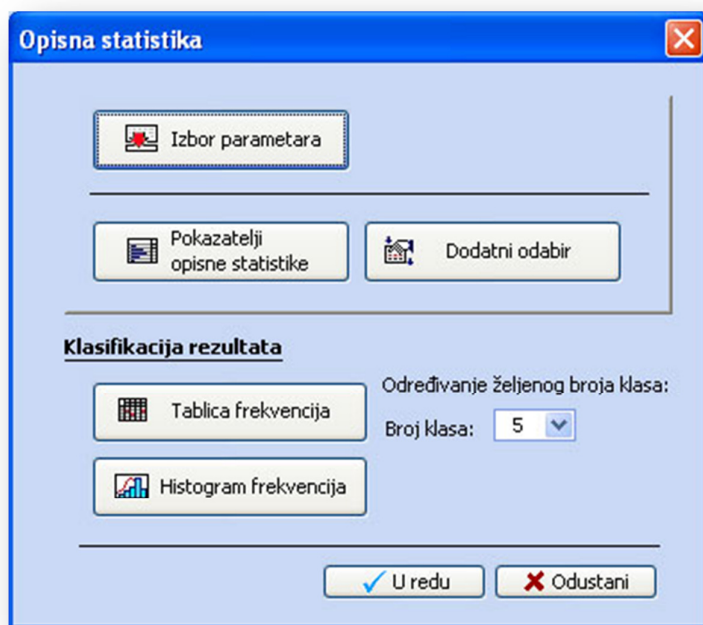 Opisna statistika
Izbor parametara
Pokazatelji
opisne statistike
Dodatni odabir
Klasifikacija rezultata
Tablica frekvencija
Određivanje željenog broja klasa:
Broj klasa: 5
Histogram frekvencija
U redu
Odustani